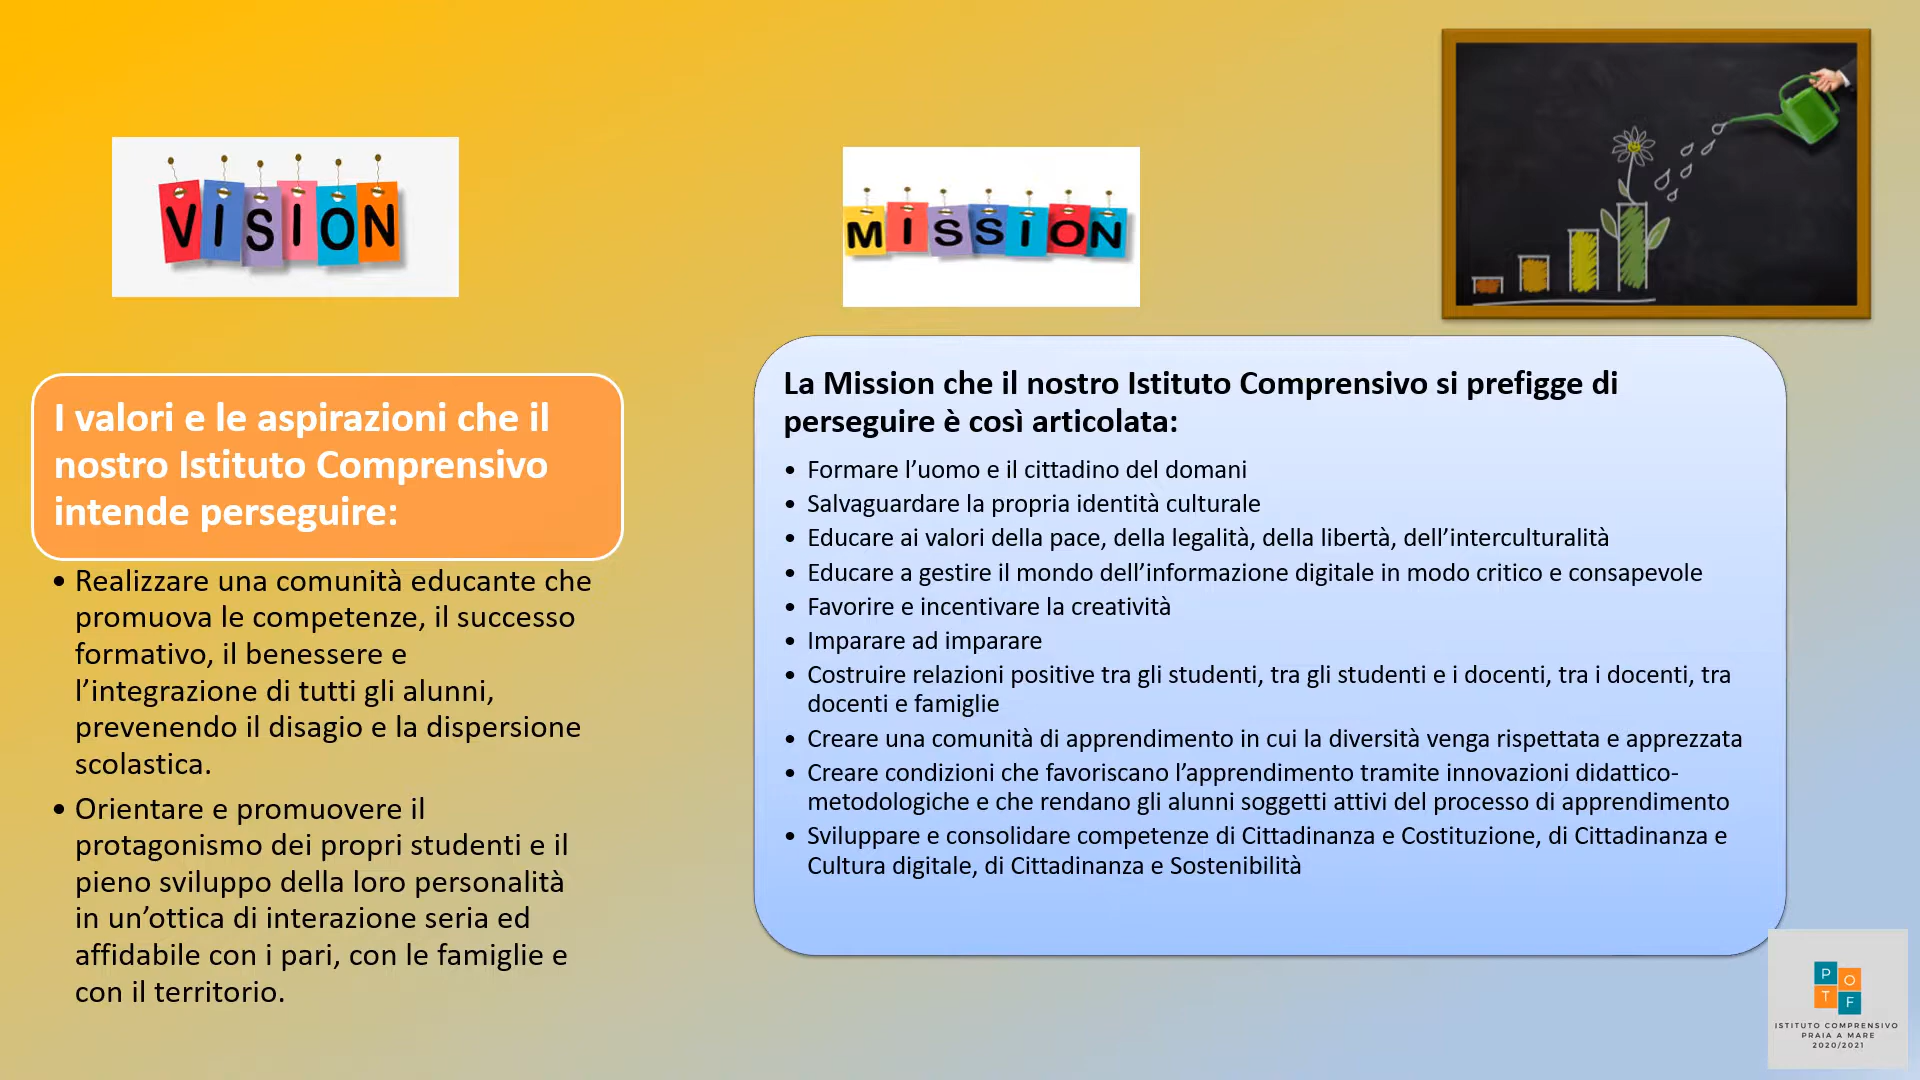 VISION
MISSION
I valori e le aspirazioni che il
nostro Istituto Comprensivo
intende perseguire:
• Realizzare una comunità educante che
promuova le competenze, il successo
formativo, il benessere e
l’integrazione di tutti gli alunni,
prevenendo il disagio e la dispersione
scolastica.
• Orientare e promuovere il
protagonismo dei propri studenti e il
pieno sviluppo della loro personalità
in un’ottica di interazione seria ed
affidabile con i pari, con le famiglie e
con il territorio.
La Mission che il nostro Istituto Comprensivo si prefigge di
perseguire è così articolata:
• Formare l’uomo e il cittadino del domani
• Salvaguardare la propria identità culturale
• Educare ai valori della pace, della legalità, della libertà, dell’interculturalità
• Educare a gestire il mondo dell’informazione digitale in modo critico e consapevole
• Favorire e incentivare la creatività
• Imparare ad imparare
• Costruire relazioni positive tra gli studenti, tra gli studenti e i docenti, tra i docenti, tra
docenti e famiglie
• Creare una comunità di apprendimento in cui la diversità venga rispettata e apprezzata
• Creare condizioni che favoriscano l’apprendimento tramite innovazioni didattico-
metodologiche e che rendano gli alunni soggetti attivi del processo di apprendimento
• Sviluppare e consolidare competenze di Cittadinanza e Costituzione, di Cittadinanza e
Cultura digitale, di Cittadinanza e Sostenibilità
P O
T F
ISTITUTO COMPRENSIVO
PRAIA A MARE
2020/2021